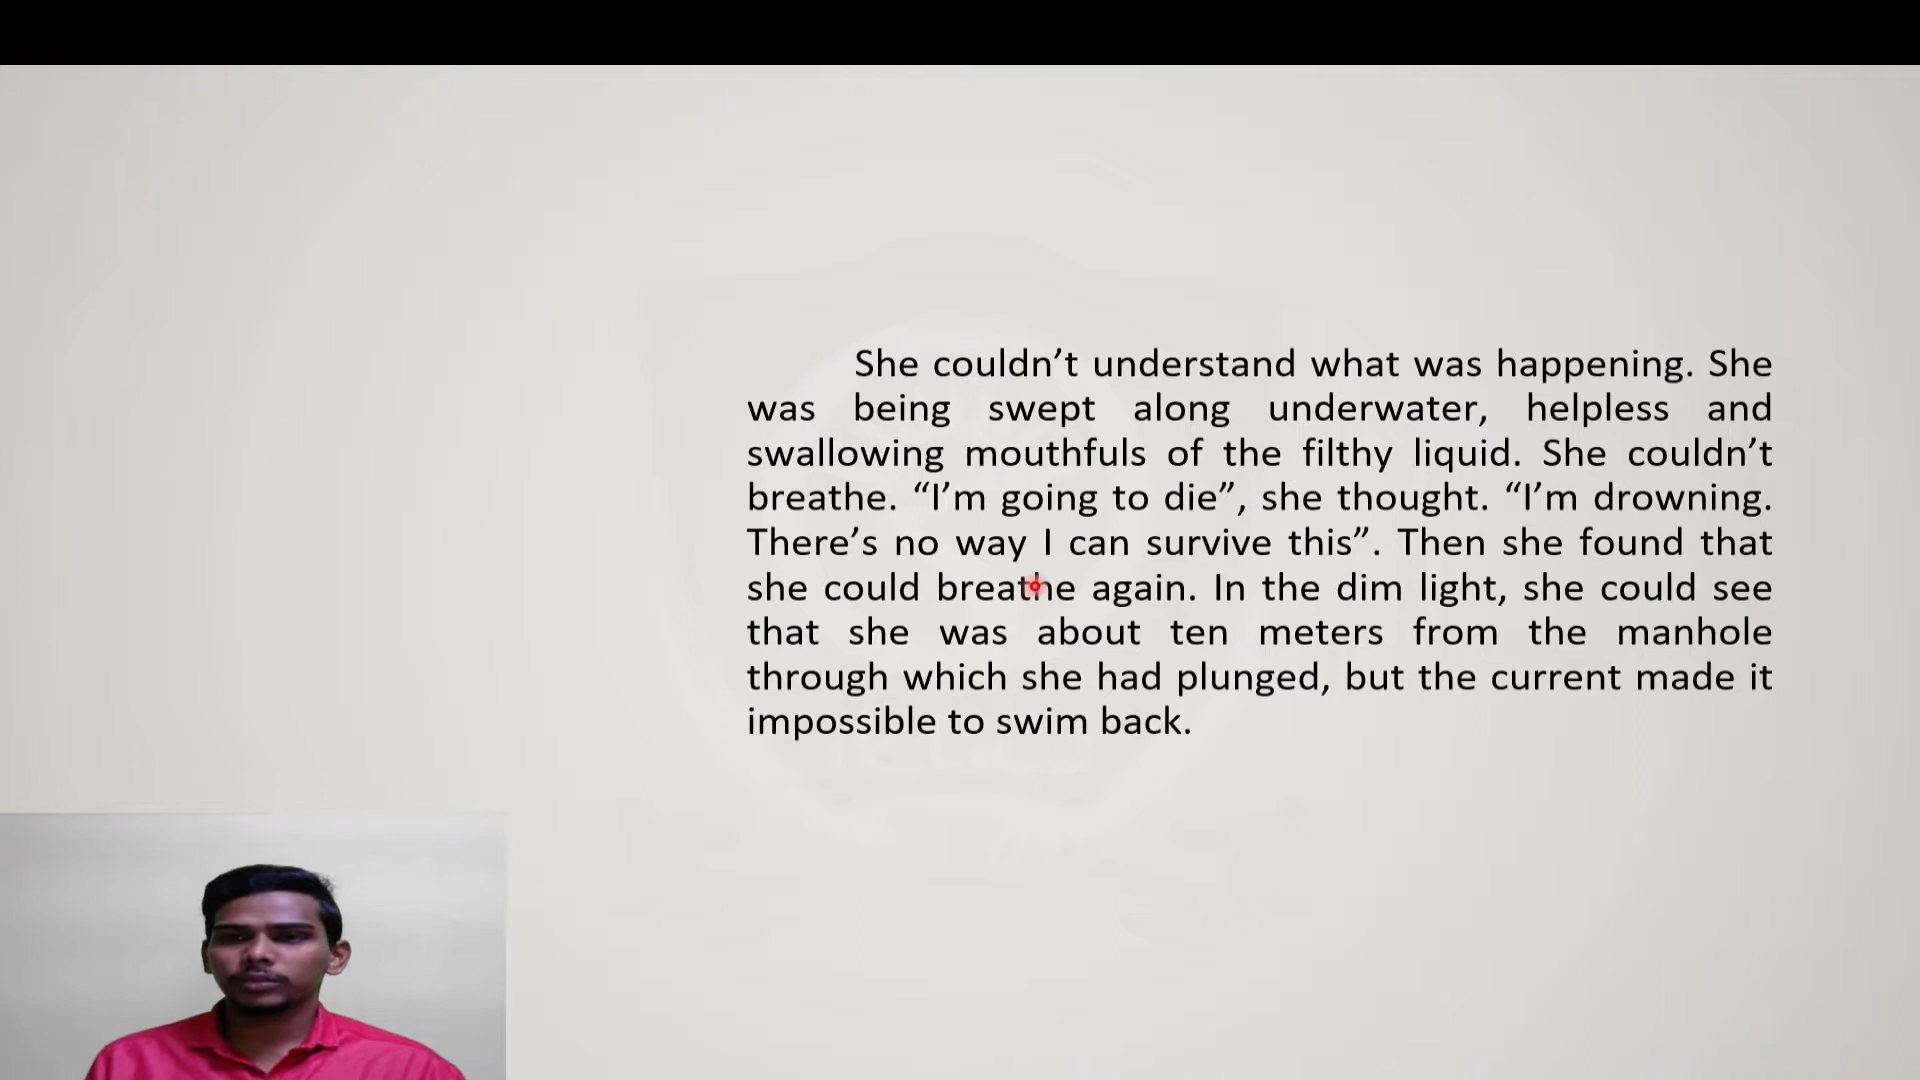 She couldn’t understand what was happening. She
was being swept along underwater, helpless and
swallowing mouthfuls of the filthy liquid. She couldn’t
breathe. “I’m going to die”, she thought. “I’m drowning.
There’s no way I can survive this”. Then she found that
she could breathe again. In the dim light, she could see
that she was about ten meters from the manhole
through which she had plunged, but the current made it
impossible to swim back.